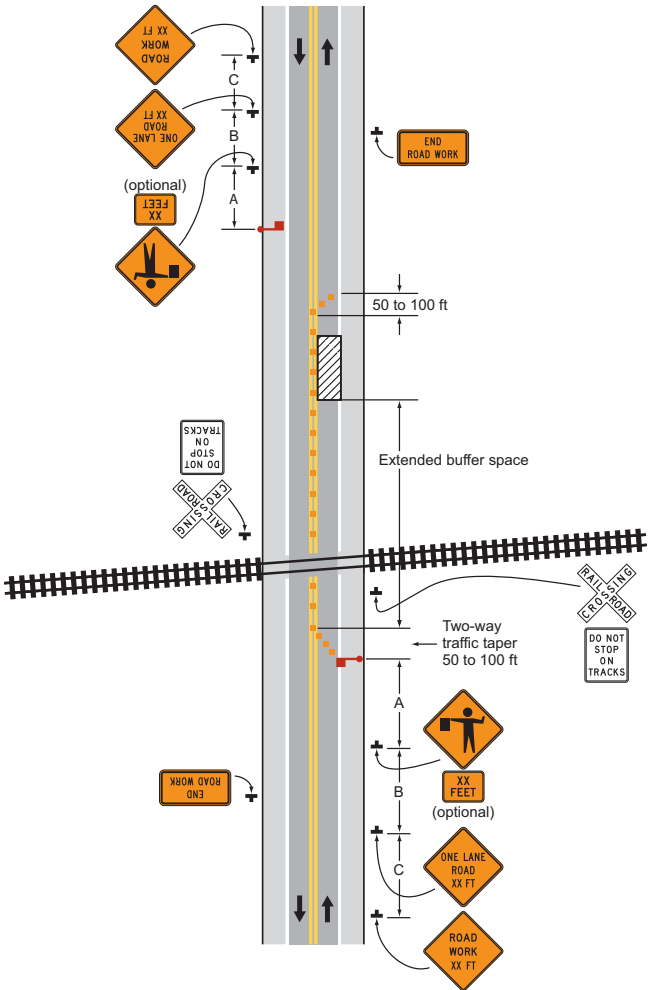 ROAD
WORK
XX FT
C
ONE LANE
ROAD
XX FT
B
END
ROAD WORK
(optional)
XX
FEET
A
50 to 100 ft
DO NOT
STOP
ON
TRACKS
Extended buffer space
RAILROAD
CROSSING
RAILROAD
CROSSING
Two-way
traffic taper
50 to 100 ft
DO NOT
STOP
ON
TRACKS
A
END
ROAD WORK
B
XX
FEET
(optional)
ONE LANE
ROAD
XX FT
C
ROAD
WORK
XX FT